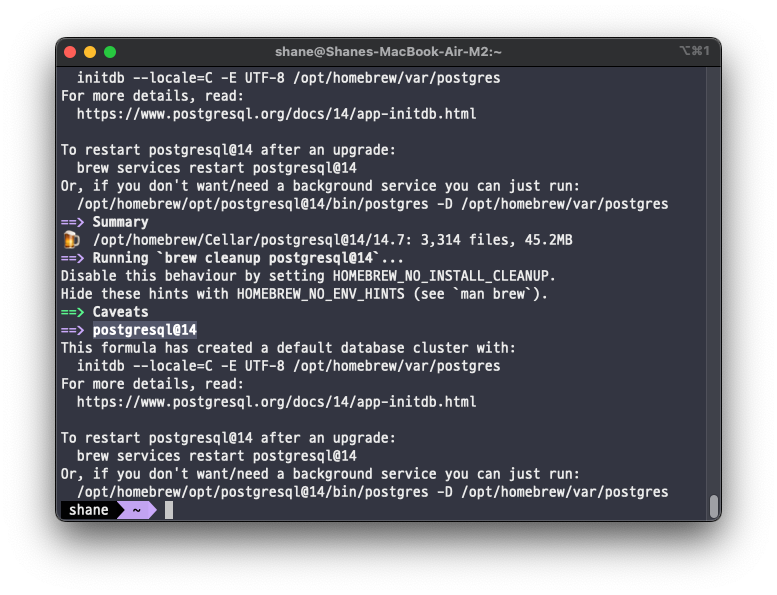 shane@Shanes-MacBook-Air-M2:~
⌥⌘1
initdb --locale=C -E UTF-8 /opt/homebrew/var/postgres
For more details, read:
https://www.postgresql.org/docs/14/app-initdb.html
To restart postgresql@14 after an upgrade:
brew services restart postgresql@14
Or, if you don't want/need a background service you can just run:
/opt/homebrew/opt/postgresql@14/bin/postgres -D /opt/homebrew/var/postgres
==> Summary
🍺 /opt/homebrew/Cellar/postgresql@14/14.7: 3,314 files, 45.2MB
==> Running `brew cleanup postgresql@14`...
Disable this behaviour by setting HOMEBREW_NO_INSTALL_CLEANUP.
Hide these hints with HOMEBREW_NO_ENV_HINTS (see `man brew`).
==> Caveats
==> postgresql@14
This formula has created a default database cluster with:
initdb --locale=C -E UTF-8 /opt/homebrew/var/postgres
For more details, read:
https://www.postgresql.org/docs/14/app-initdb.html
To restart postgresql@14 after an upgrade:
brew services restart postgresql@14
Or, if you don't want/need a background service you can just run:
/opt/homebrew/opt/postgresql@14/bin/postgres -D /opt/homebrew/var/postgres
shane ~